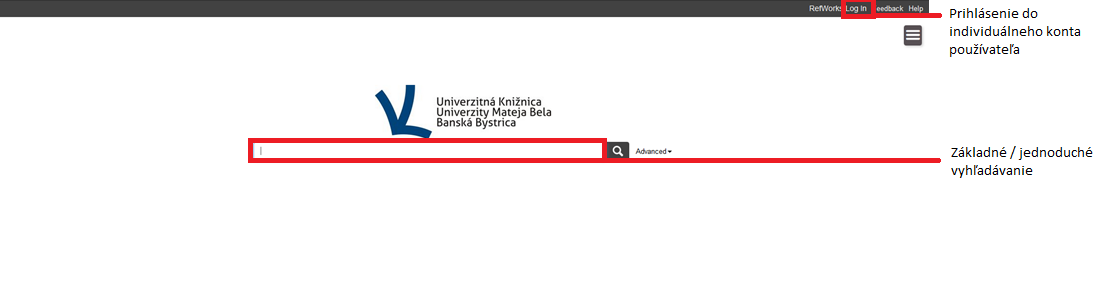 RefWorks Log In Feedback Help
Prihlásenie do
individuálneho konta
používateľa
Univerzitná Knižnica
Univerzity Mateja Bela
Banská Bystrica
Advanced
Základné / jednoduché
vyhľadávanie